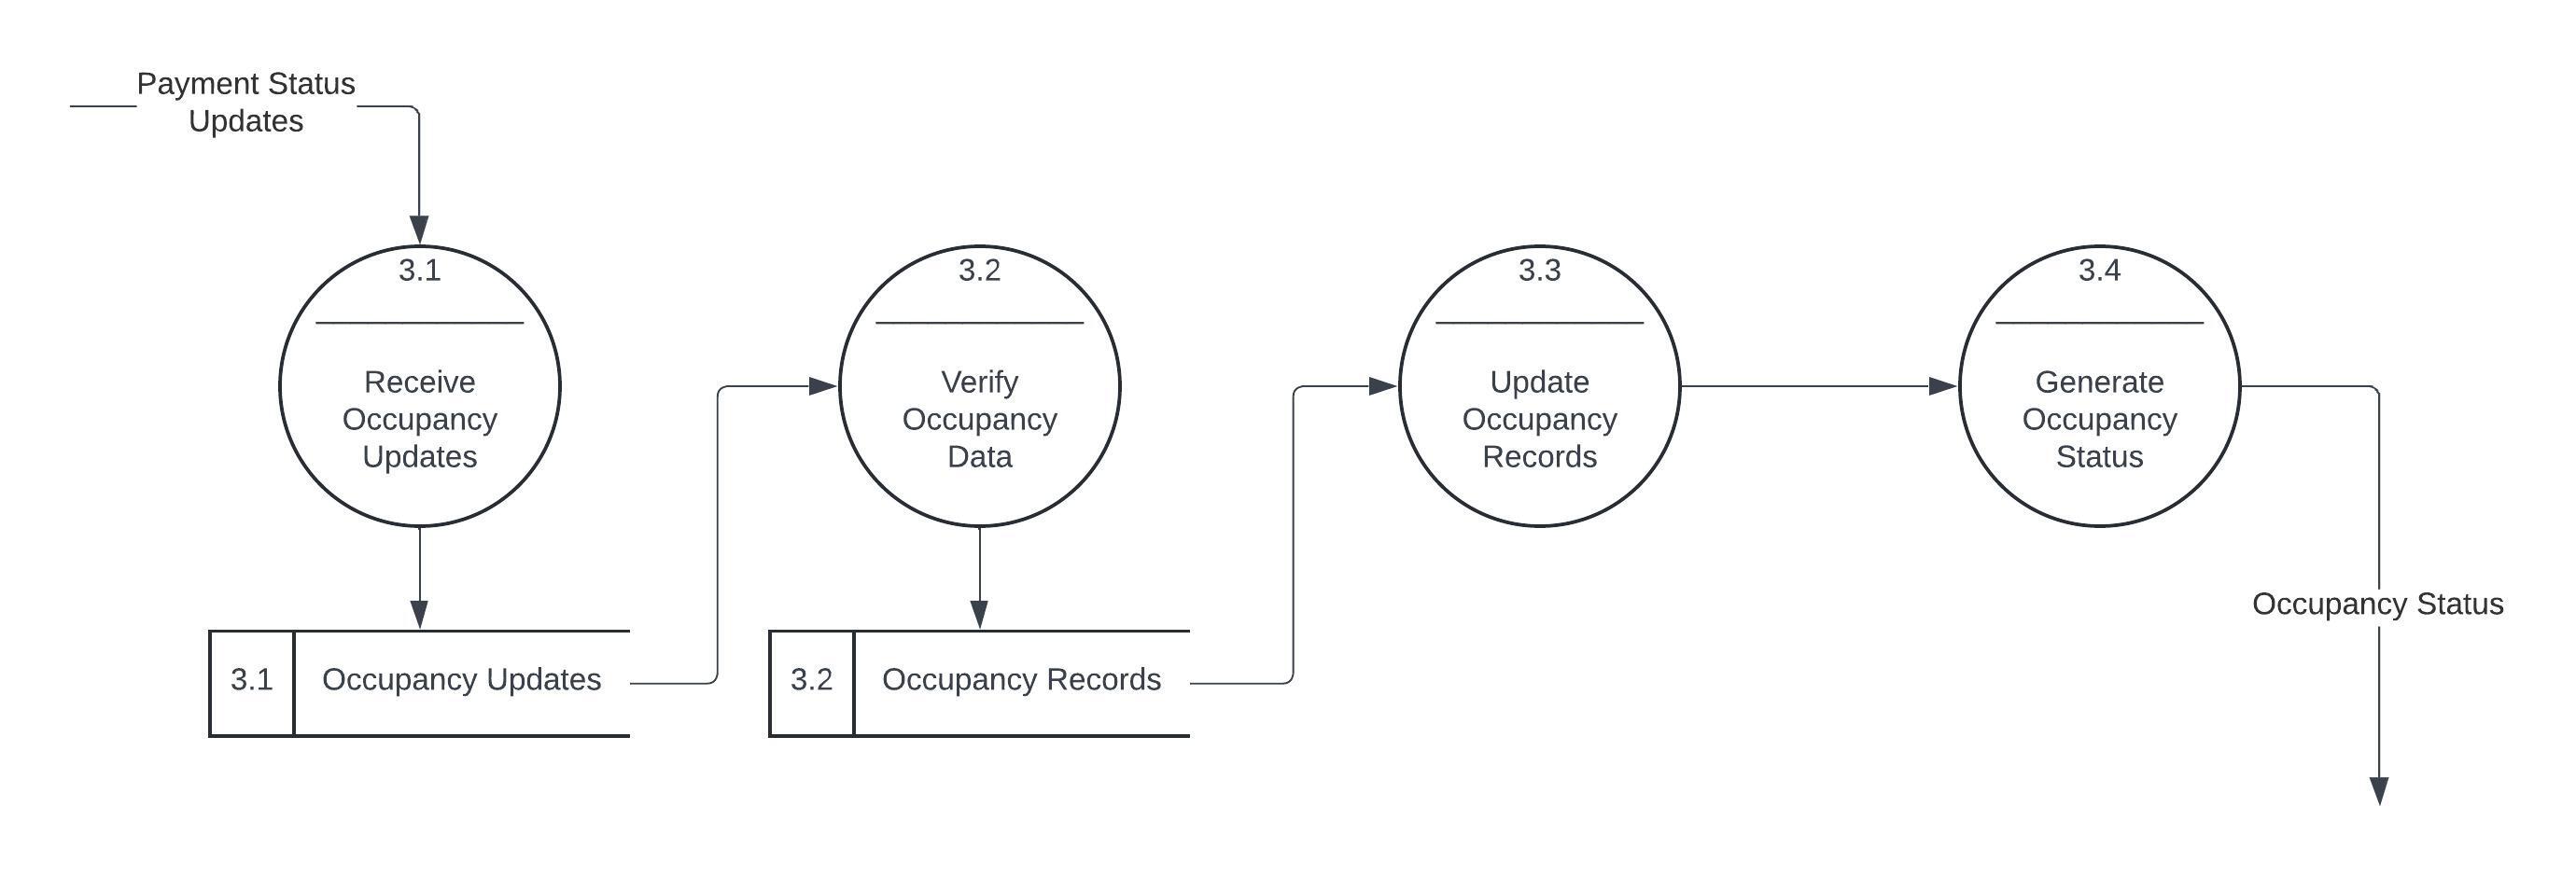 Payment Status
Updates
3.1
Receive
Occupancy
Updates
3.2
Verify
Occupancy
Data
3.3
Update
Occupancy
Records
3.4
Generate
Occupancy
Status
3.1
Occupancy Updates
3.2
Occupancy Records
Occupancy Status